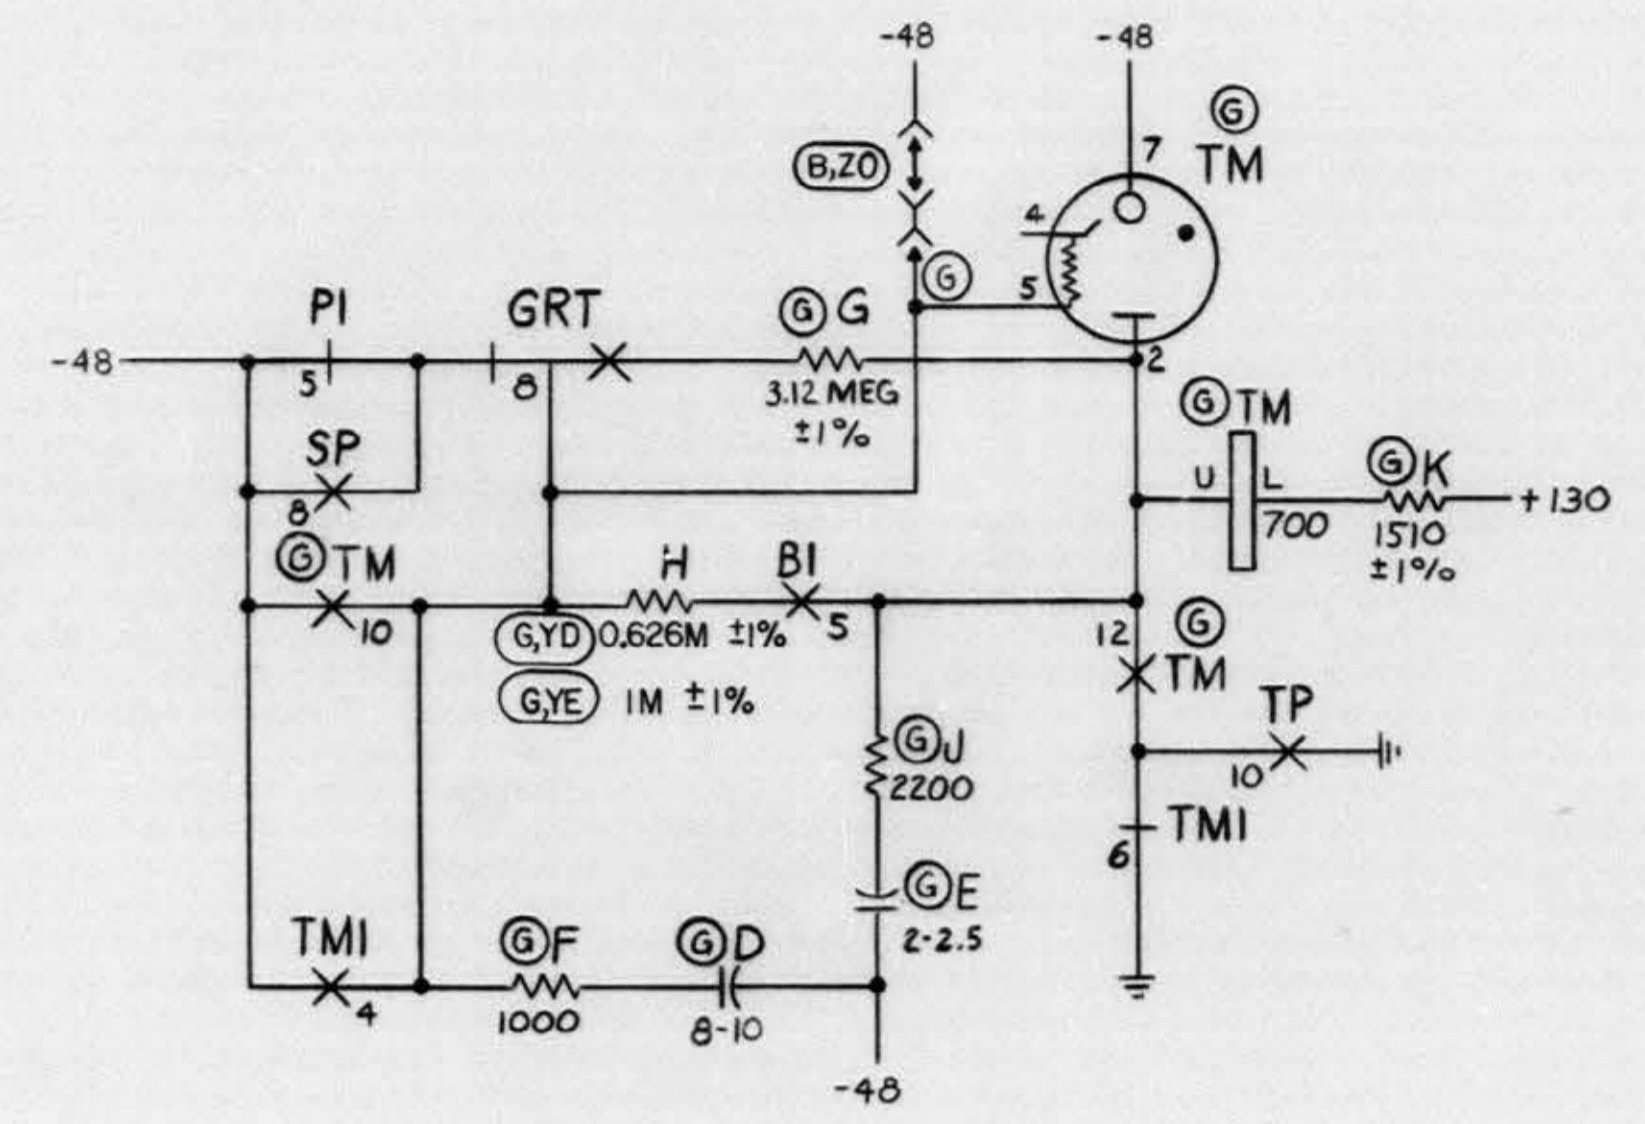 -48
-48
G
TM
7
B,ZO
4
G
5
PI
GRT
G G
-48
5
8
3.12 MEG
±1%
2
G TM
SP
8
U
L
700
G K
+130
1510
±1%
G TM
10
H
BI
G,YD
0.626M ±1%
5
G,YE
1M ±1%
12
G
TM
TP
10
G J
2200
TMI
6
G E
2-2.5
TMI
4
G F
1000
G D
8-10
-48